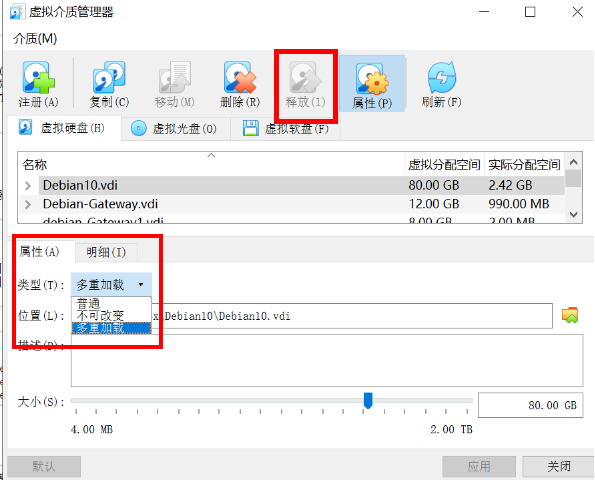 虚拟介质管理器
介质(M)
注册(A) 复制(C) 移动(M) 删除(R) 释放(l) 属性(P) 刷新(F)
虚拟硬盘(H) 虚拟光盘(O) 虚拟软盘(F)
名称 虚拟分配空间 实际分配空间
Debian10.vdi 80.00 GB 2.42 GB
Debian-Gateway.vdi 12.00 GB 990.00 MB
debian-Gateway1.vdi 8.00 GB 2.00 MB
属性(A) 明细(I)
类型(T): 多重加载
普通
不可改变
位置(L): x\Debian10\Debian10.vdi
多重加载
描述(D):
大小(S): 80.00 GB
4.00 MB 2.00 TB
默认 应用 关闭